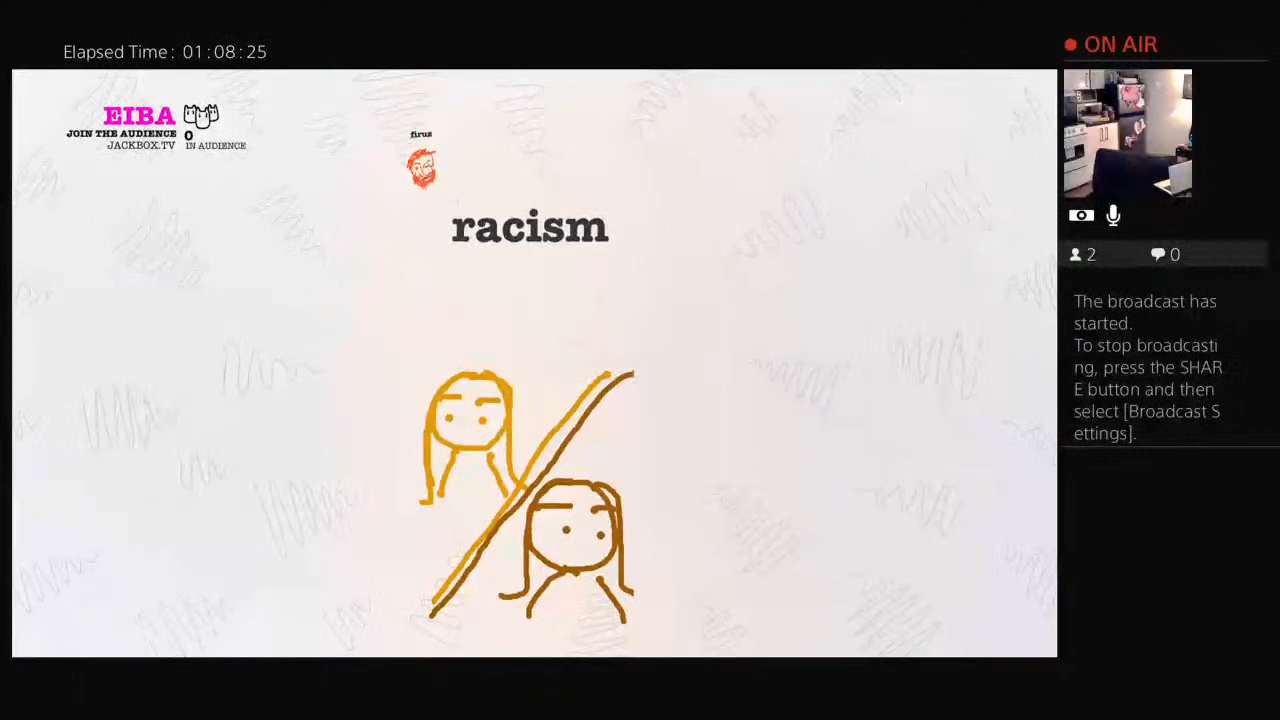 Elapsed Time: 01:08:25
ON AIR
EIBA
JOIN THE AUDIENCE 0
JACKBOX.TV IN AUDIENCE
firuz
racism
2 0
The broadcast has
started.
To stop broadcasti
ng, press the SHAR
E button and then
select [Broadcast S
ettings].